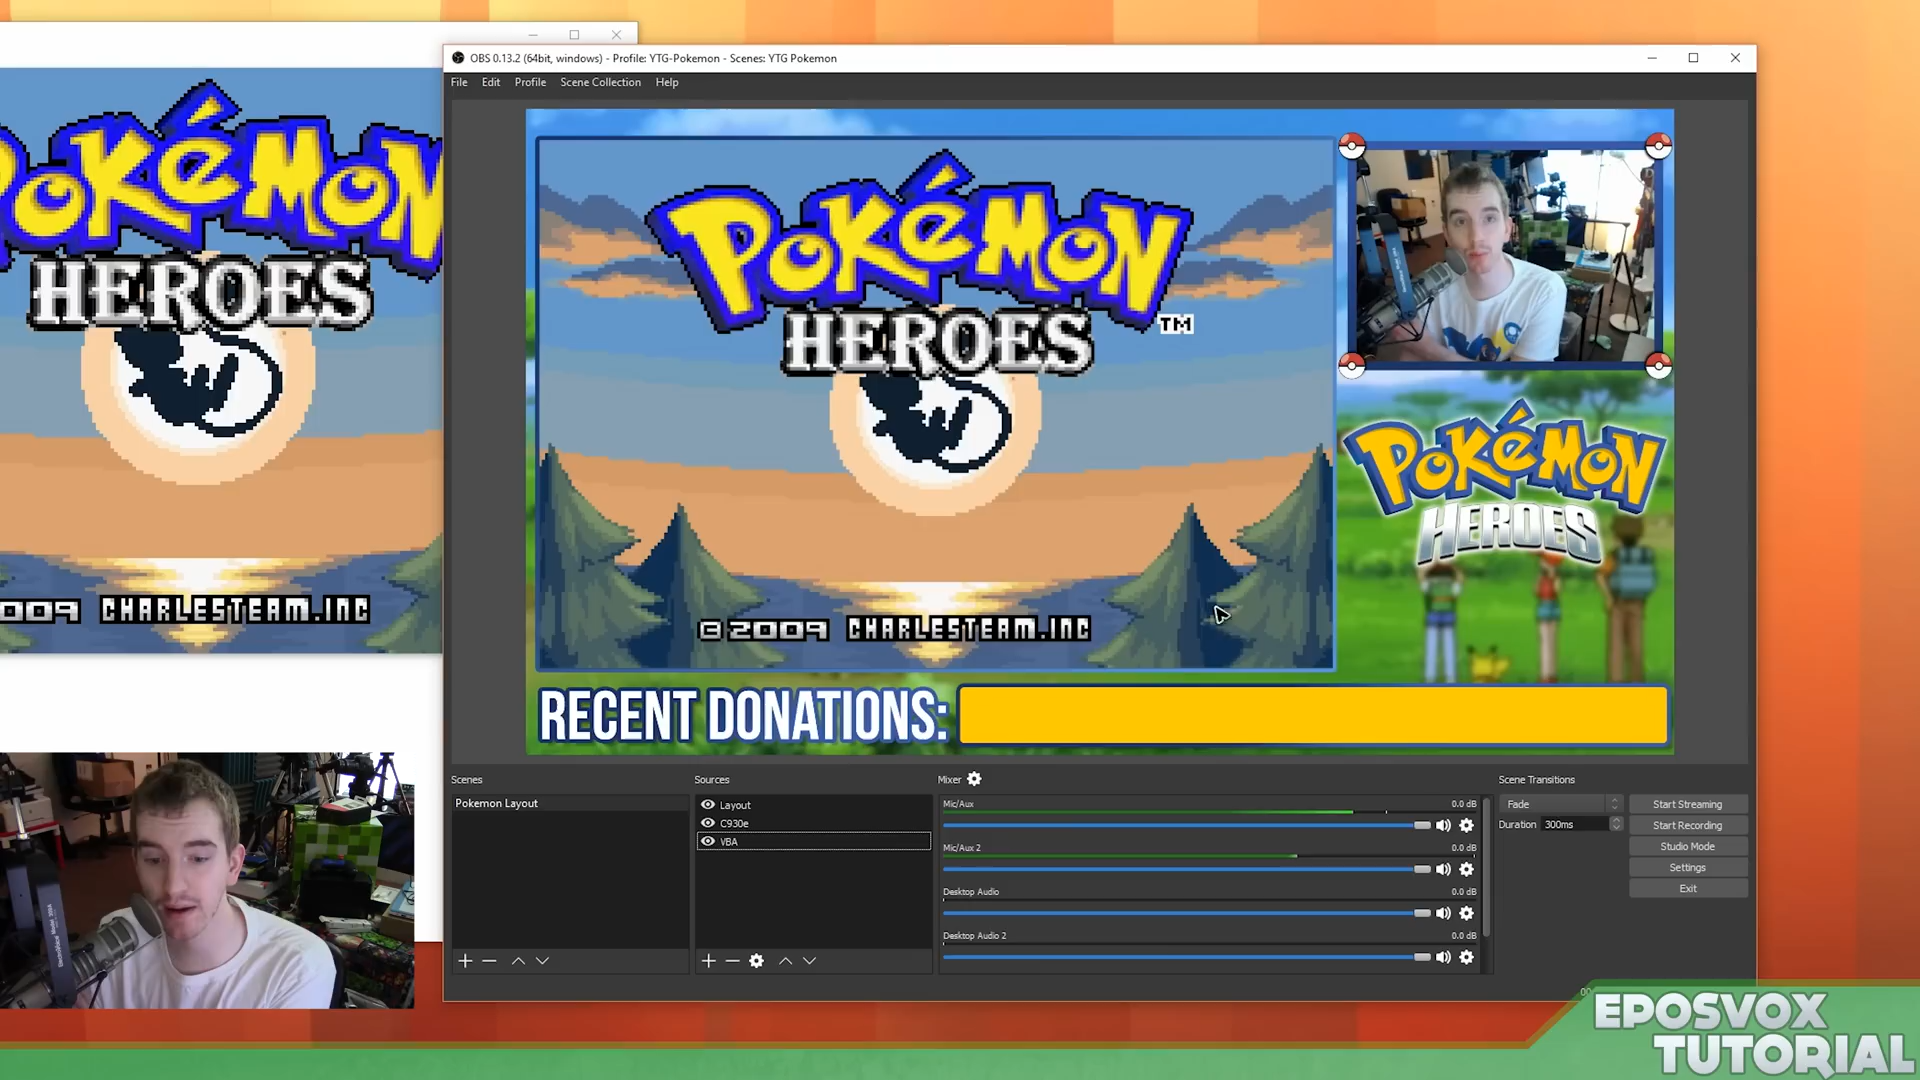 OBS 0.13.2 (64bit, windows) - Profile: YTG-Pokemon - Scenes: YTG Pokemon
File Edit Profile Scene Collection Help
POKÉMON
HEROES
009 CHARLESTEAM.INC
POKÉMON
HEROES
TM
© 2009 CHARLESTEAM.INC
POKÉMON
HEROES
RECENT DONATIONS:
Scenes
Pokemon Layout
Sources
Layout
C930e
VBA
Mixer
Mic/Aux 0.0 dB
Mic/Aux 2 0.0 dB
Desktop Audio 0.0 dB
Desktop Audio 2 0.0 dB
Scene Transitions
Fade
Duration 300ms
Start Streaming
Start Recording
Studio Mode
Settings
Exit
EPOSVOX
TUTORIAL